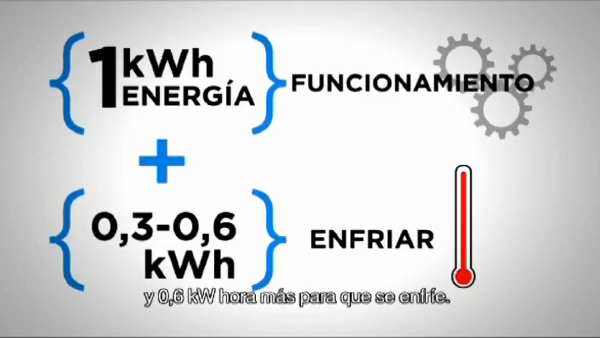 1 kWh
ENERGÍA
FUNCIONAMIENTO
+
0,3-0,6
kWh
ENFRIAR
y 0,6 kW hora más para que se enfríe.